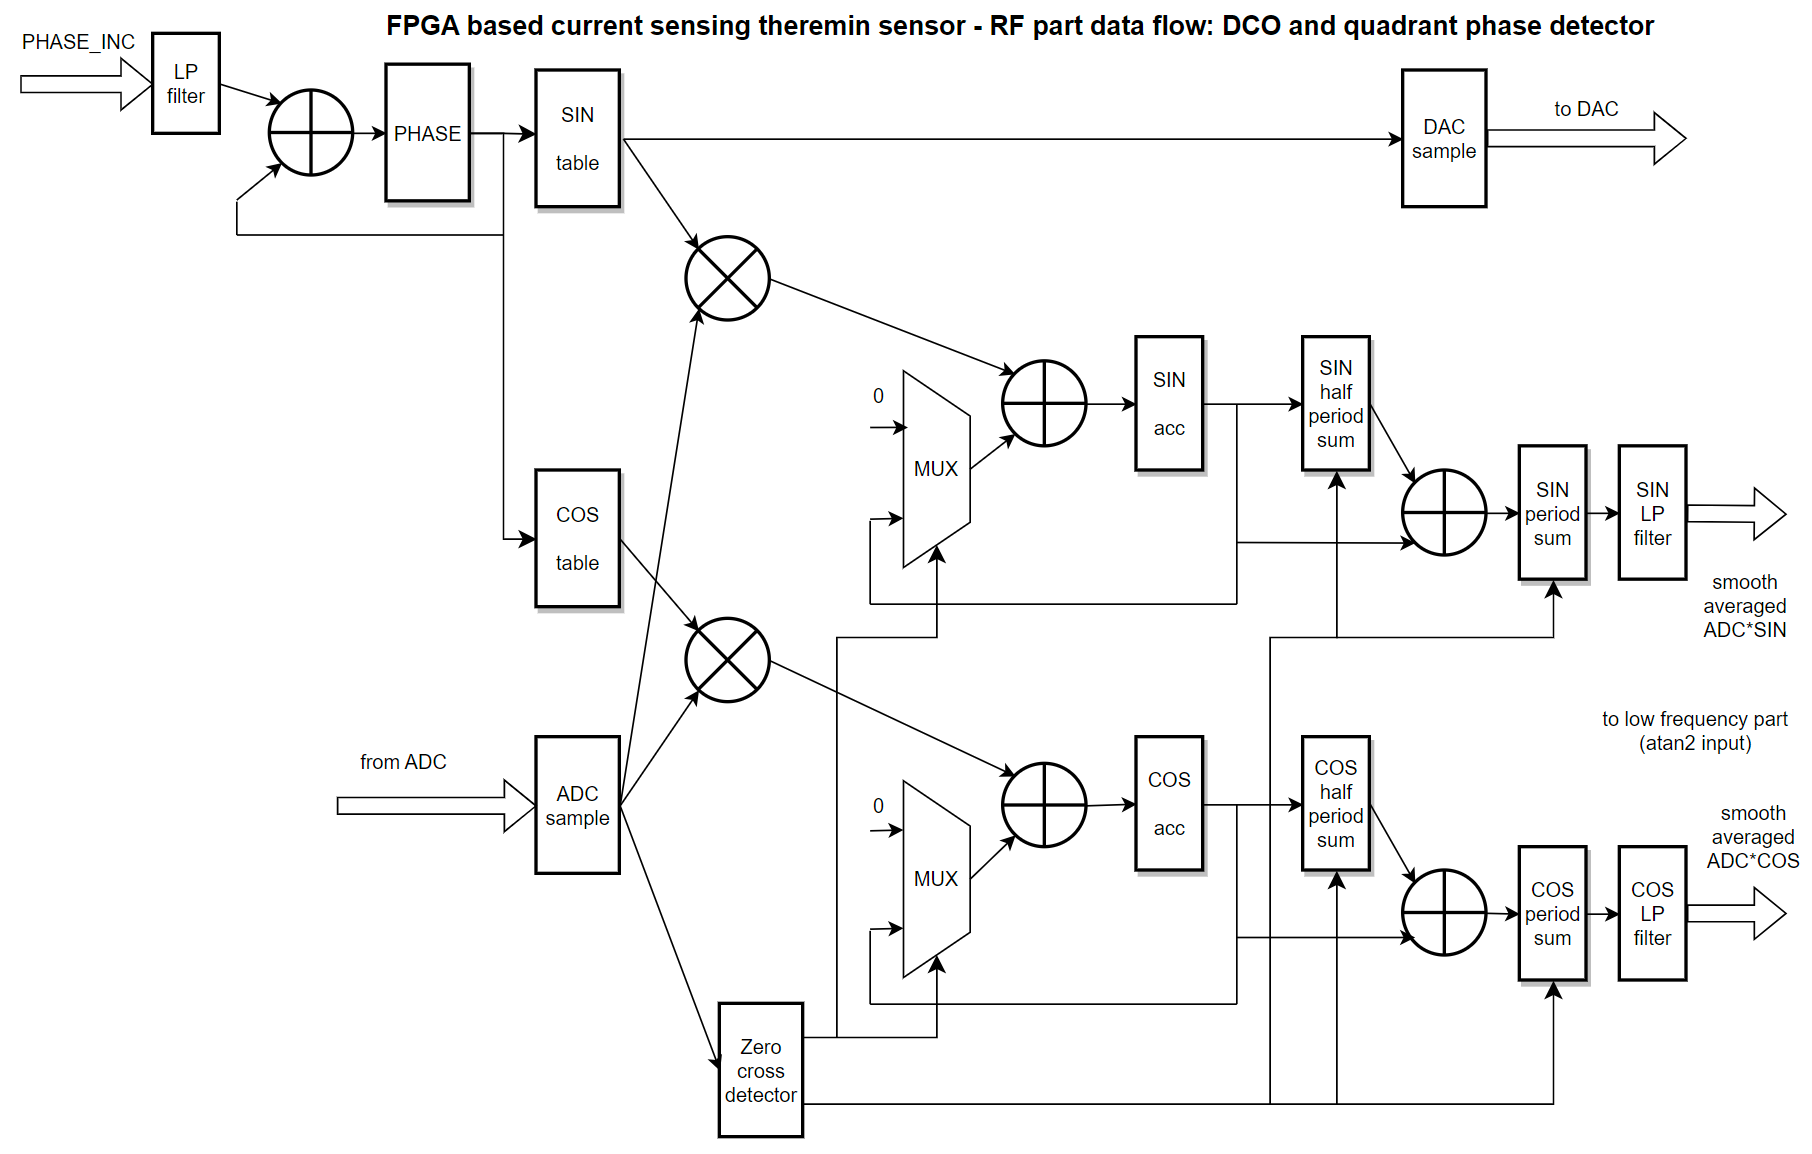 FPGA based current sensing theremin sensor - RF part data flow: DCO and quadrant phase detector
PHASE_INC
LP
filter
PHASE
SIN
table
DAC
sample
to DAC
0
MUX
SIN
acc
SIN
half
period
sum
SIN
period
sum
SIN
LP
filter
smooth
averaged
ADC*SIN
COS
table
to low frequency part
(atan2 input)
from ADC
ADC
sample
0
MUX
COS
acc
COS
half
period
sum
COS
period
sum
COS
LP
filter
smooth
averaged
ADC*COS
Zero
cross
detector